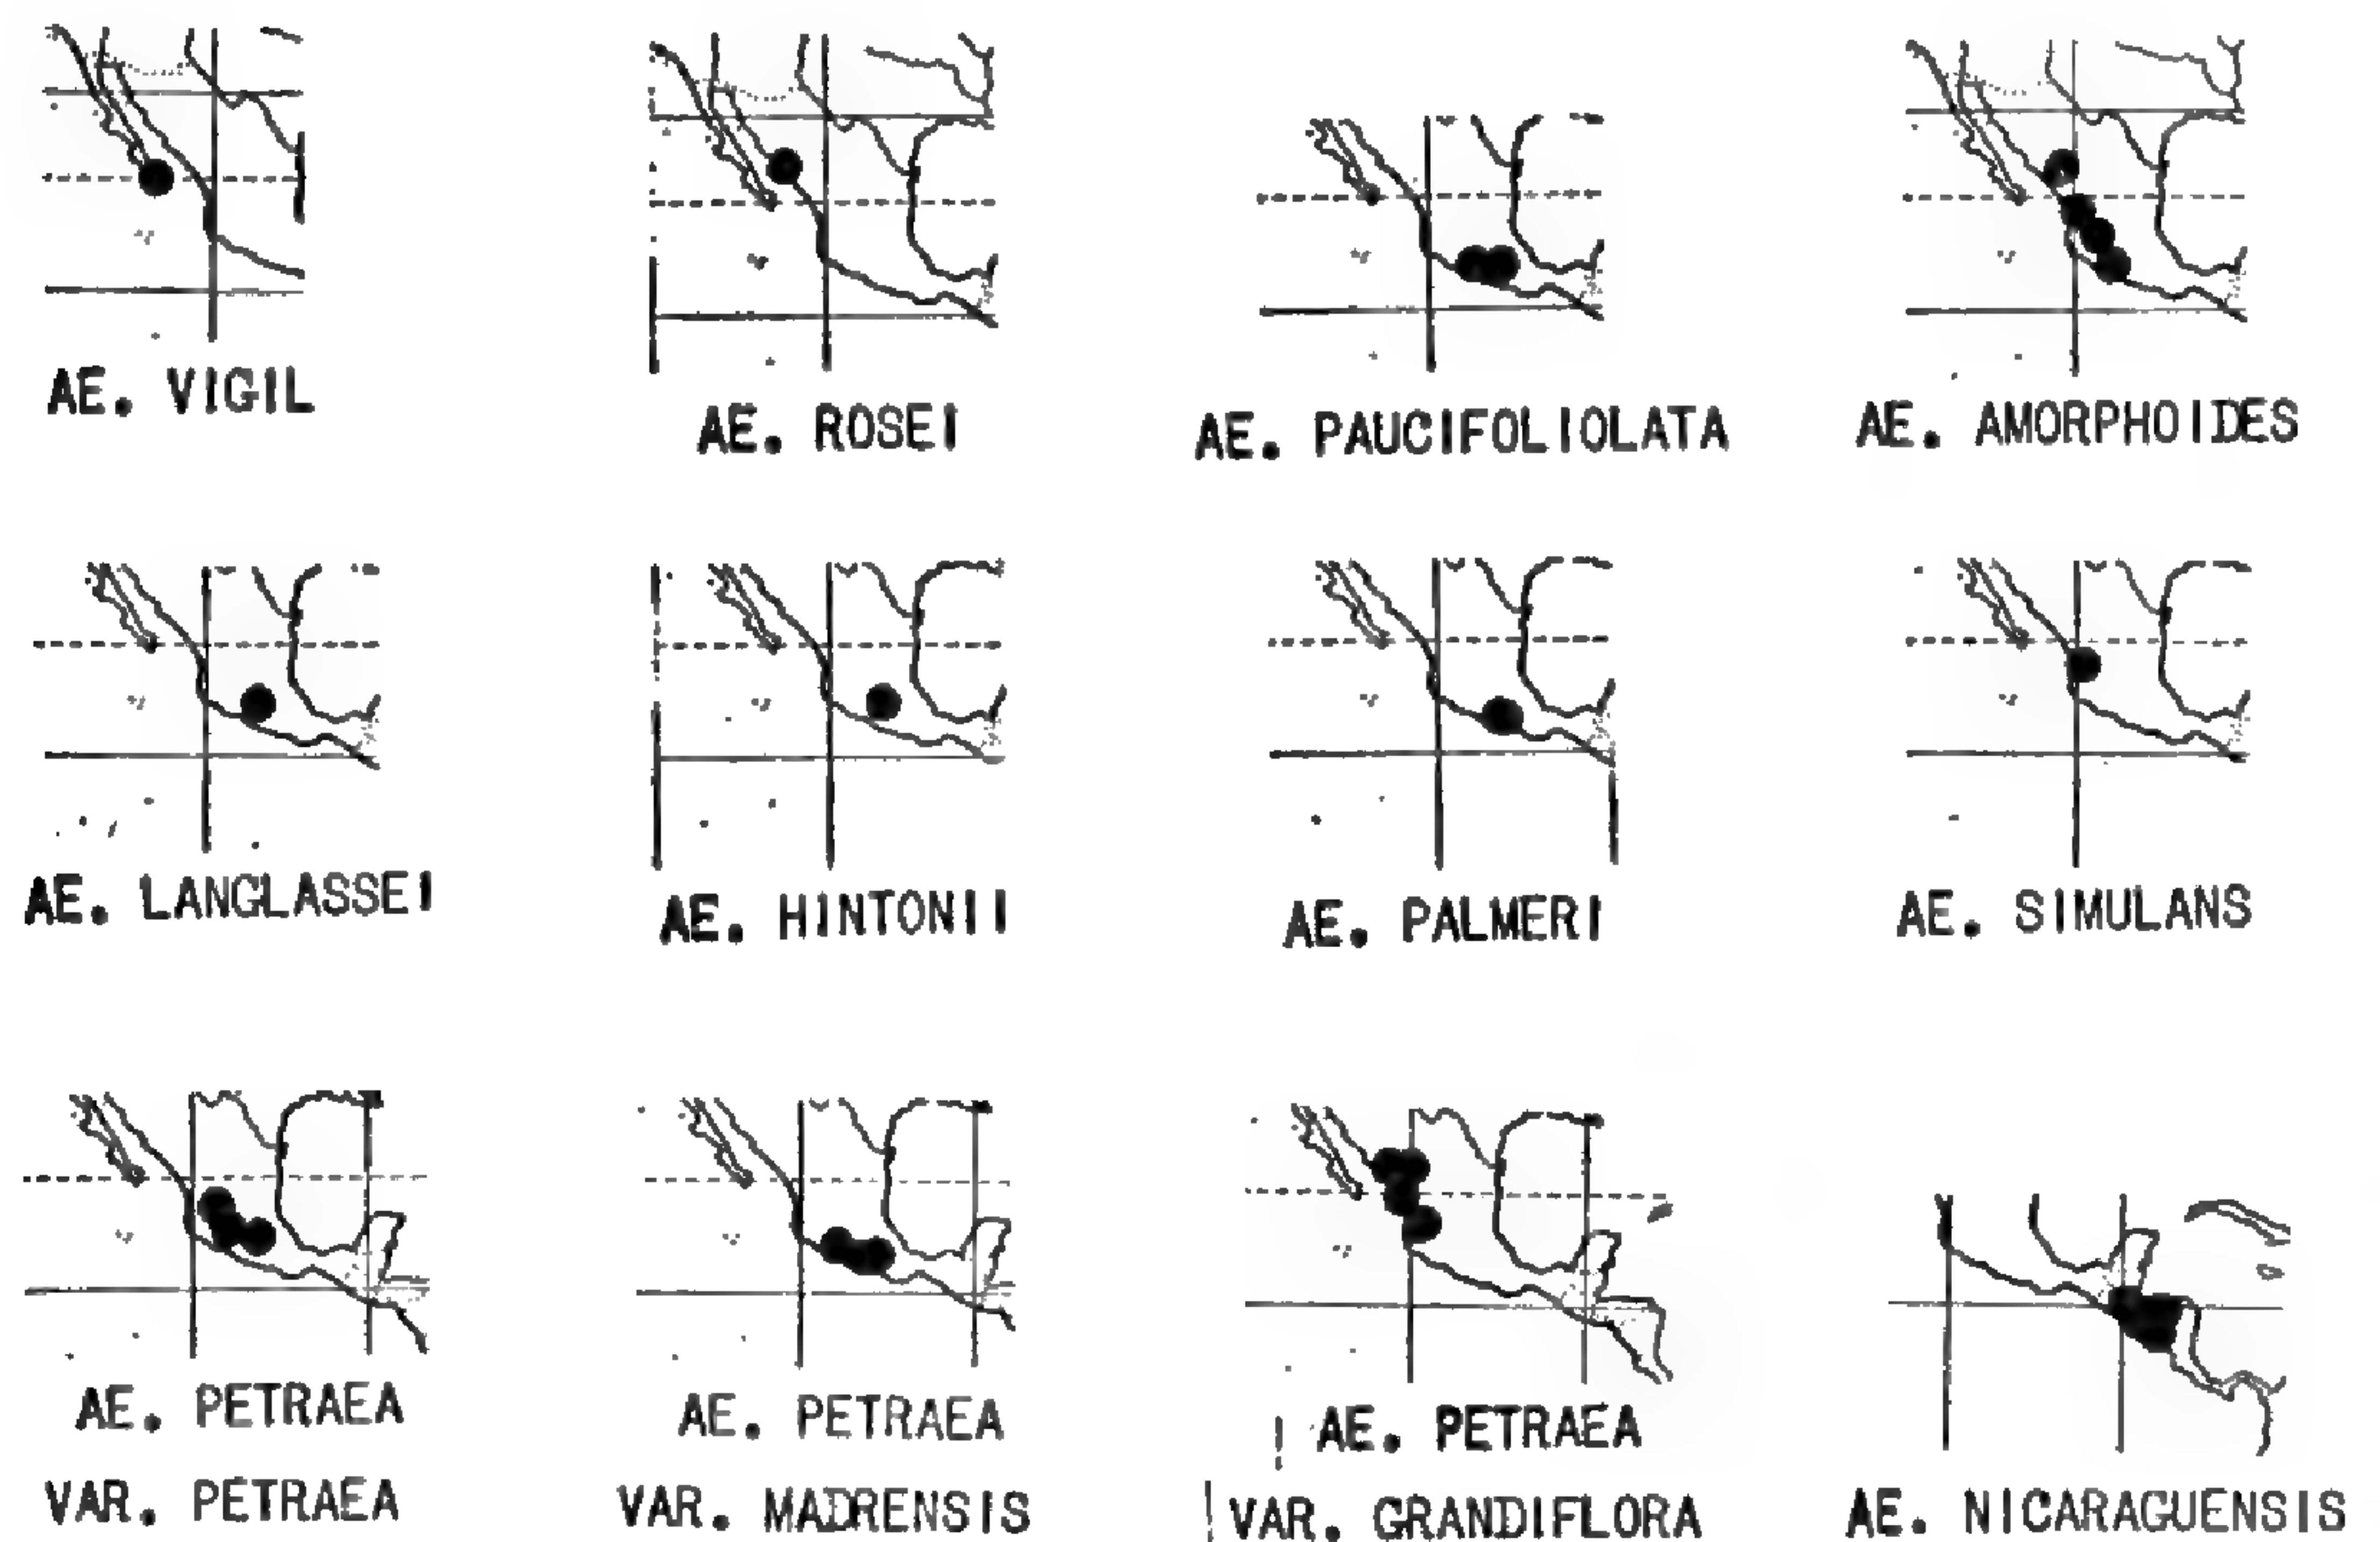 AE. VIGIL
AE. ROSEI
AE. PAUCIFOLIOLATA
AE. AMORPHOIDES
AE. LANGLASSEI
AE. HINTONII
AE. PALMERI
AE. SIMULANS
AE. PETRAEA
VAR. PETRAEA
AE. PETRAEA
VAR. MADRENSIS
AE. PETRAEA
VAR. GRANDIFLORA
AE. NICARAGUENSIS